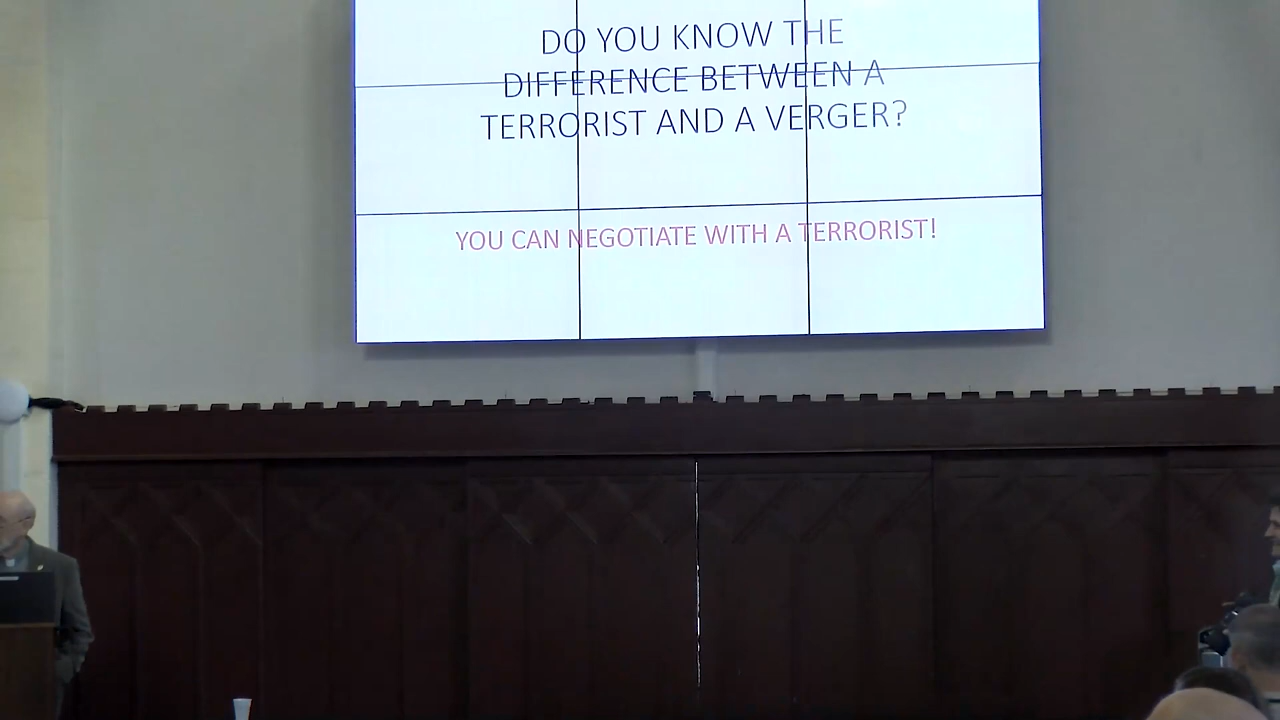 DO YOU KNOW THE
DIFFERENCE BETWEEN A
TERRORIST AND A VERGER?
YOU CAN NEGOTIATE WITH A TERRORIST!